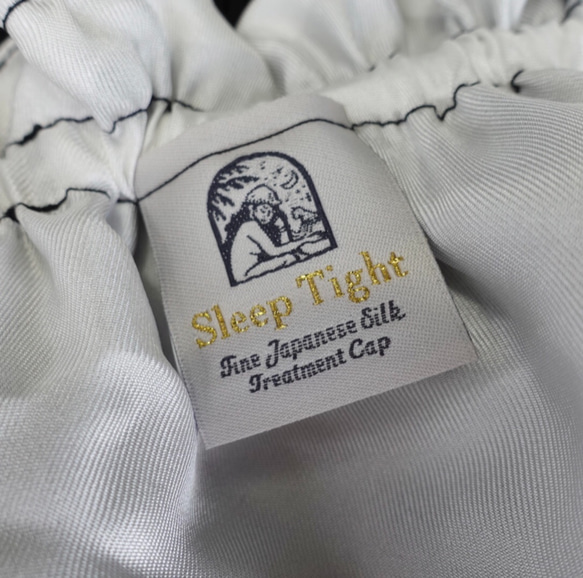 Sleep Tight
Fine Japanese Silk
Treatment Cap